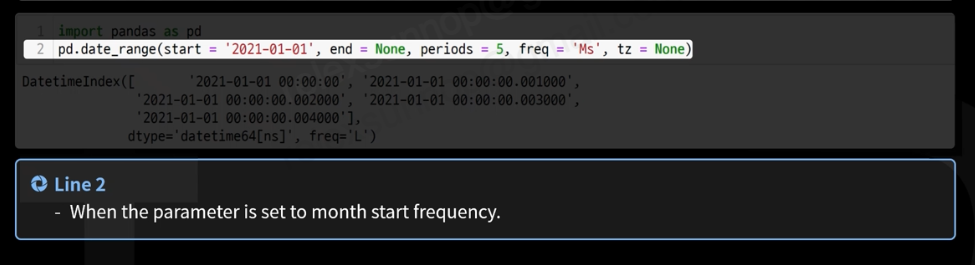 1 import pandas as pd
2 pd.date_range(start = '2021-01-01', end = None, periods = 5, freq = 'Ms', tz = None)
DatetimeIndex([ '2021-01-01 00:00:00', '2021-01-01 00:00:00.001000',
'2021-01-01 00:00:00.002000', '2021-01-01 00:00:00.003000',
'2021-01-01 00:00:00.004000'],
dtype='datetime64[ns]', freq='L')
Line 2
- When the parameter is set to month start frequency.